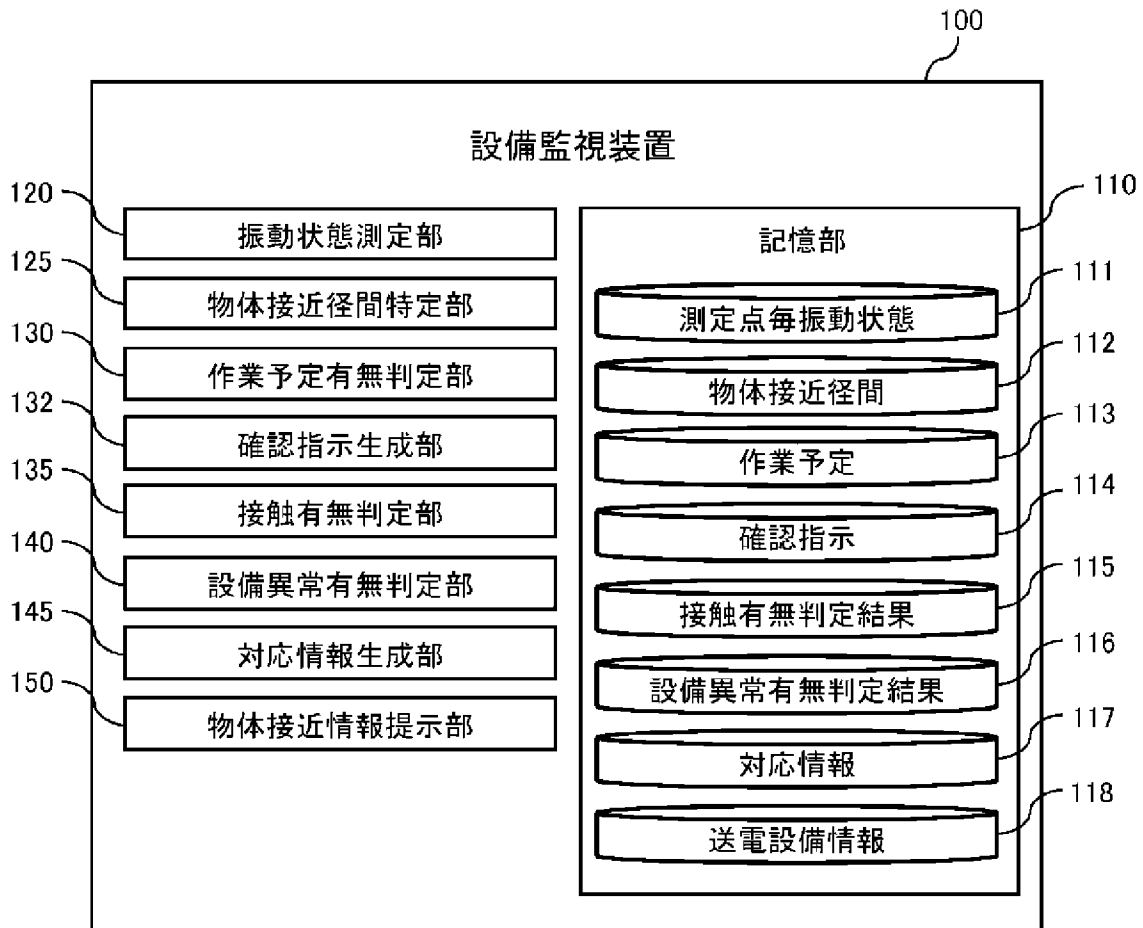 100
設備監視装置
120
振動状態測定部
125
物体接近径間特定部
130
作業予定有無判定部
132
確認指示生成部
135
接触有無判定部
140
設備異常有無判定部
145
対応情報生成部
150
物体接近情報提示部
110
記憶部
111
測定点毎振動状態
112
物体接近径間
113
作業予定
114
確認指示
115
接触有無判定結果
116
設備異常有無判定結果
117
対応情報
118
送電設備情報